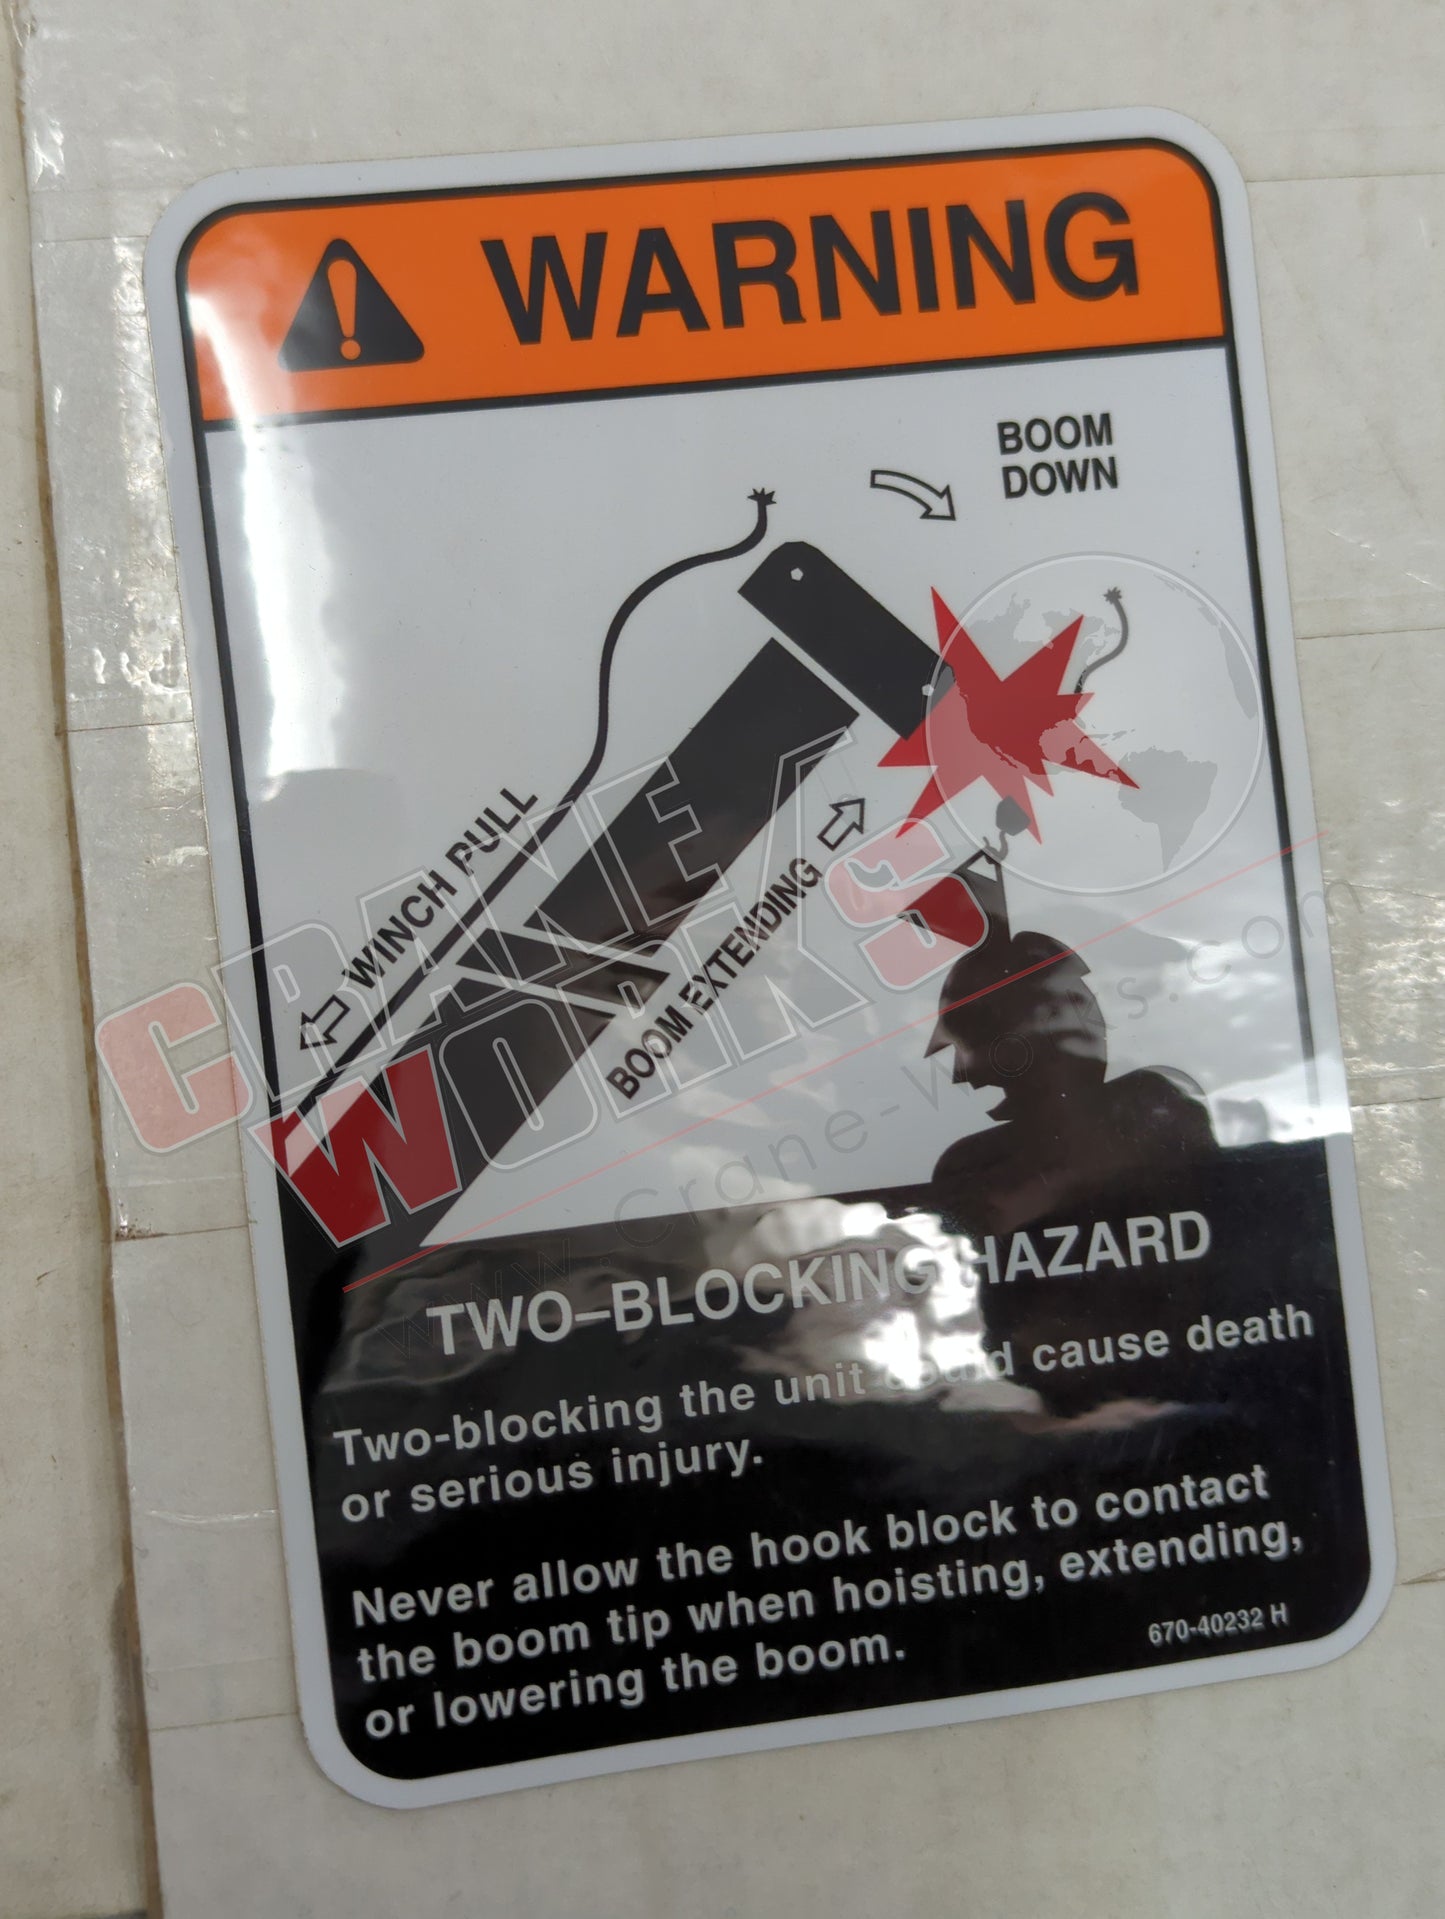 WARNING
BOOM
DOWN
WINCH PULL
BOOM EXTENDING
CRANE
WORKS
www.crane-works.com
TWO-BLOCKING HAZARD
Two-blocking the unit could cause death
or serious injury.
Never allow the hook block to contact
the boom tip when hoisting, extending,
or lowering the boom.
670-40232 H